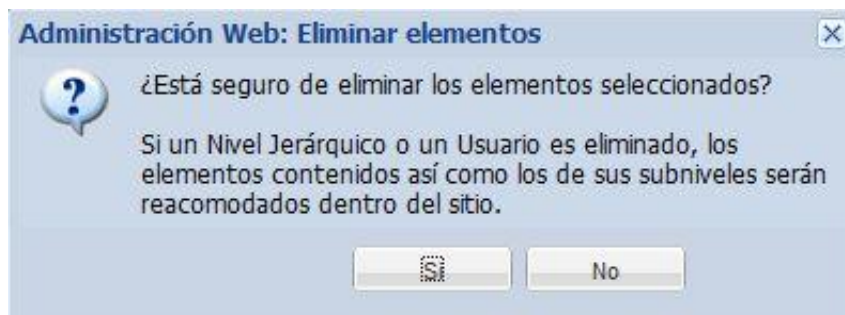 Administración Web: Eliminar elementos
¿Está seguro de eliminar los elementos seleccionados?
Si un Nivel Jerárquico o un Usuario es eliminado, los
elementos contenidos así como los de sus subniveles serán
reacomodados dentro del sitio.
Sí
No